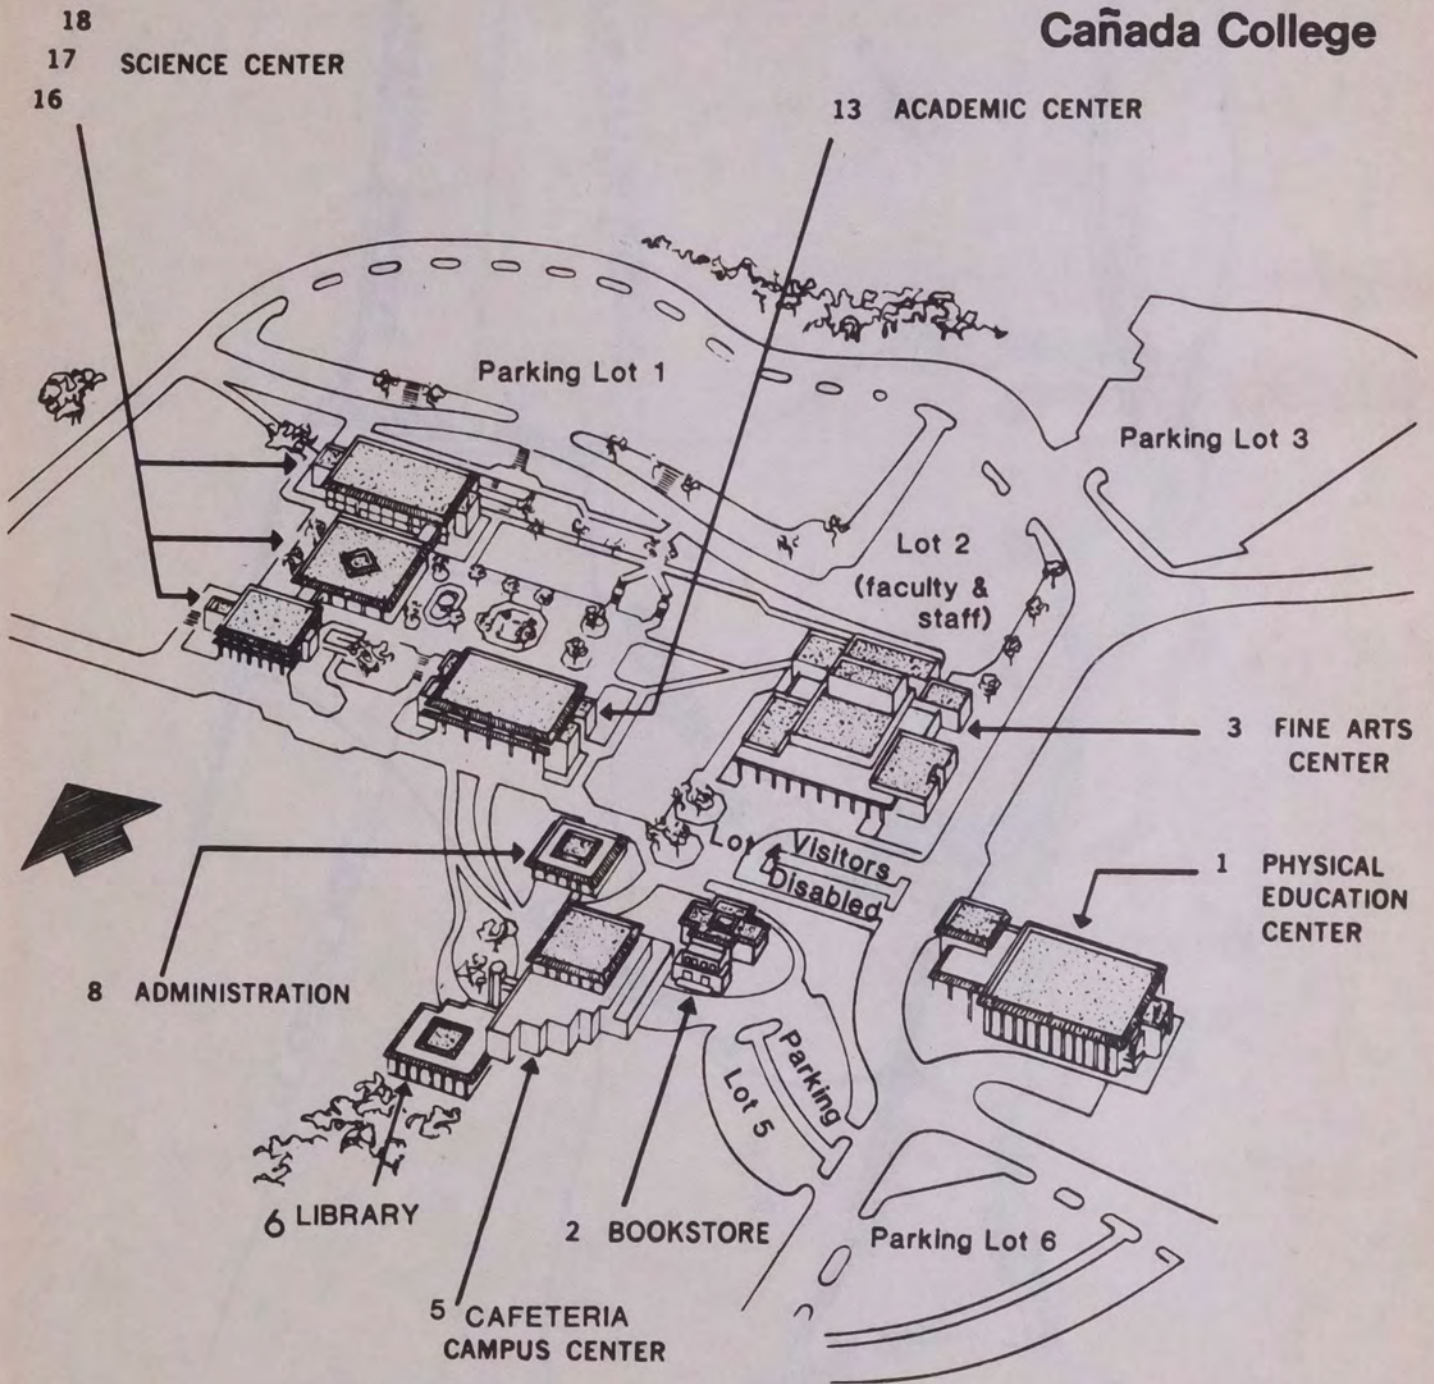 Cañada College
18
17 SCIENCE CENTER
16
13 ACADEMIC CENTER
Parking Lot 1
Parking Lot 3
Lot 2
(faculty &
staff)
3 FINE ARTS
CENTER
Lot 4
Visitors
Disabled
1 PHYSICAL
EDUCATION
CENTER
8 ADMINISTRATION
Parking
Lot 5
6 LIBRARY
2 BOOKSTORE
Parking Lot 6
5 CAFETERIA
CAMPUS CENTER